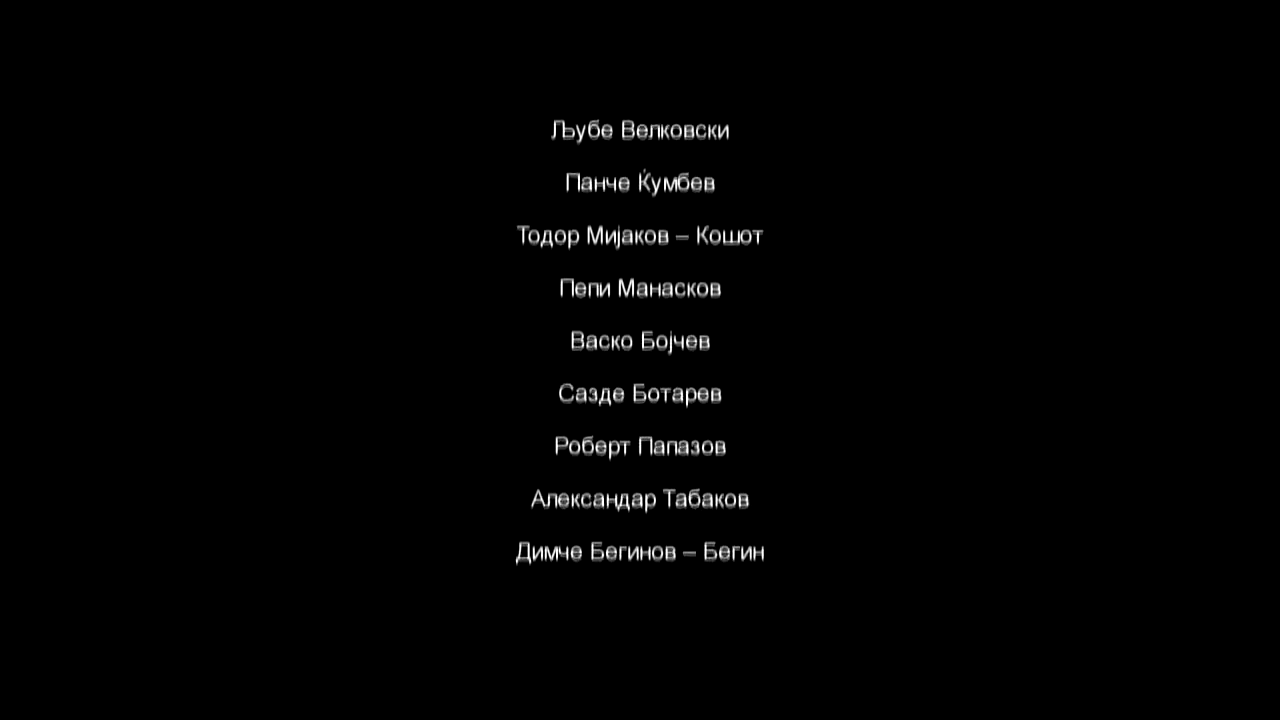 Љубе Велковски
Панче Ќумбев
Тодор Мијаков – Кошот
Пепи Манасков
Васко Бојчев
Сазде Ботарев
Роберт Папазов
Александар Табаков
Димче Бегинов – Бегин